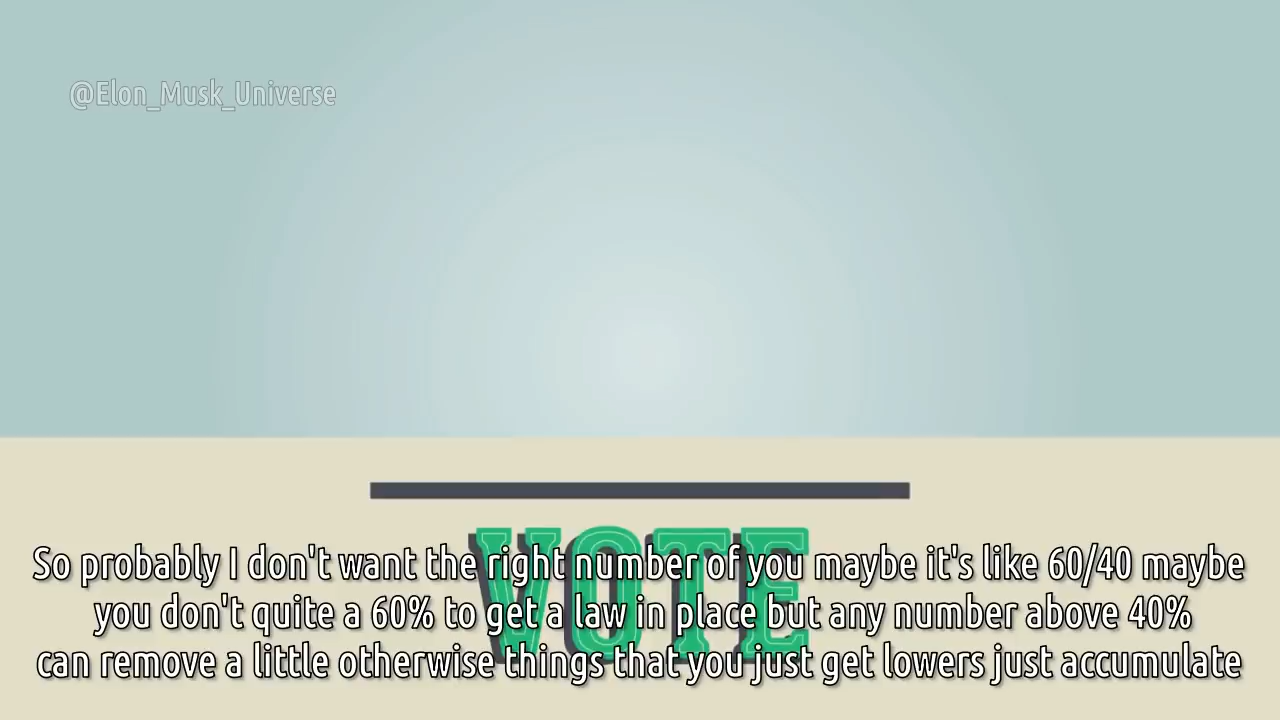 @Elon_Musk_Universe
VOTE
So probably I don't want the right number of you maybe it's like 60/40 maybe
you don't quite a 60% to get a law in place but any number above 40%
can remove a little otherwise things that you just get lowers just accumulate